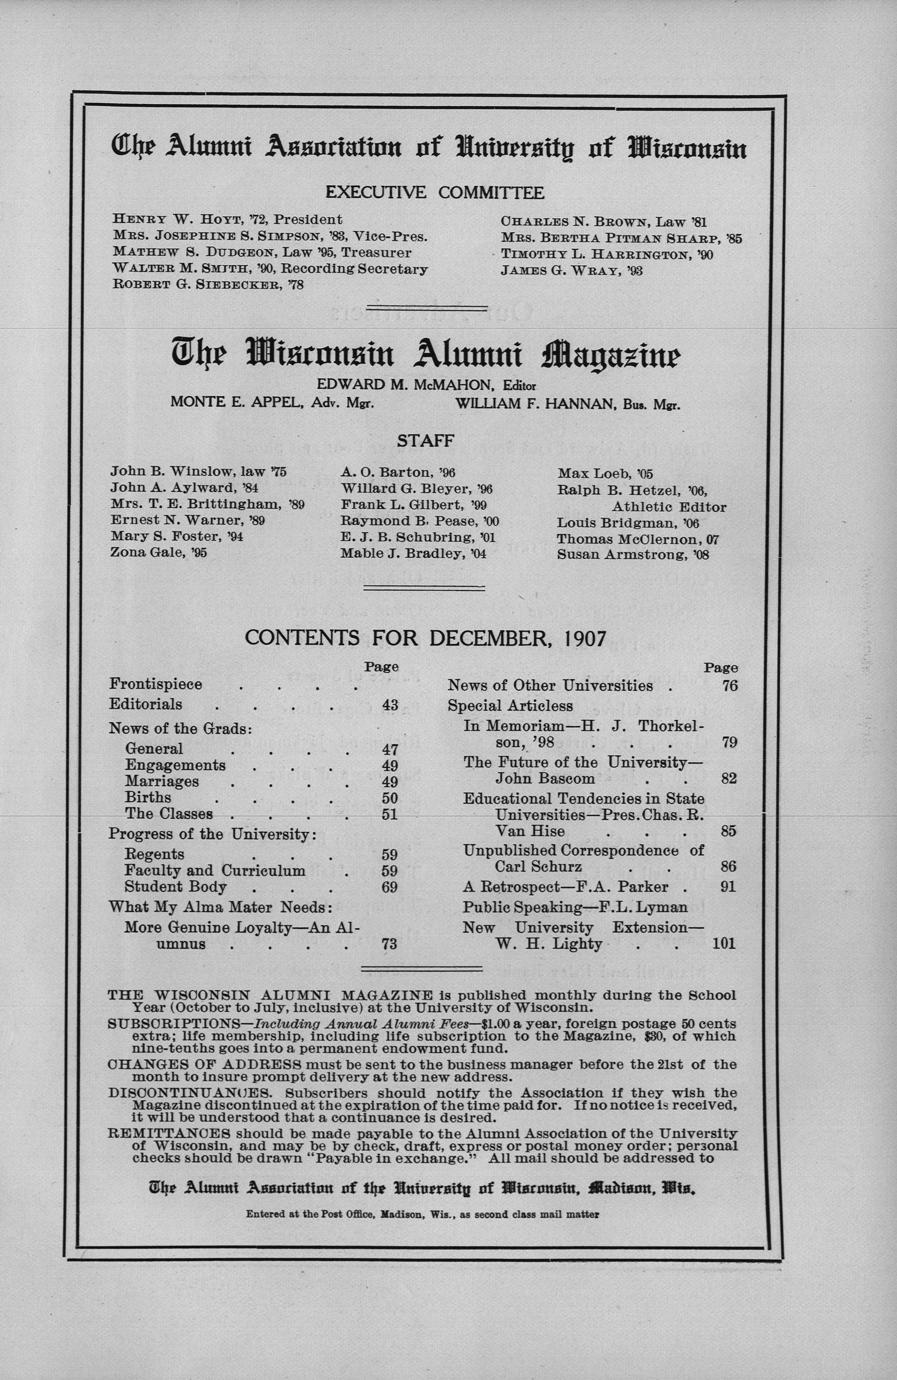 The Alumni Association of University of Wisconsin
EXECUTIVE COMMITTEE
HENRY W. HOYT, '72, President
MRS. JOSEPHINE S. SIMPSON, '83, Vice-Pres.
MATHEW S. DUDGEON, Law '95, Treasurer
WALTER M. SMITH, '90, Recording Secretary
ROBERT G. SIEBECKER, '78
CHARLES N. BROWN, Law '81
MRS. BERTHA PITMAN SHARP, '85
TIMOTHY L. HARRINGTON, '90
JAMES G. WRAY, '93
The Wisconsin Alumni Magazine
EDWARD M. McMAHON, Editor
MONTE E. APPEL, Adv. Mgr. WILLIAM F. HANNAN, Bus. Mgr.
STAFF
John B. Winslow, law '75
John A. Aylward, '84
Mrs. T. E. Brittingham, '89
Ernest N. Warner, '89
Mary S. Foster, '94
Zona Gale, '95
A. O. Barton, '96
Willard G. Bleyer, '96
Frank L. Gilbert, '99
Raymond B. Pease, '00
E. J. B. Schubring, '01
Mable J. Bradley, '04
Max Loeb, '05
Ralph B. Hetzel, '06,
Athletic Editor
Louis Bridgman, '06
Thomas McClernon, 07
Susan Armstrong, '08
CONTENTS FOR DECEMBER, 1907
Page
Frontispiece . . . .
Editorials . . . . 43
News of the Grads:
General . . . . 47
Engagements . . . 49
Marriages . . . . 49
Births . . . . 50
The Classes . . . . 51
Progress of the University:
Regents . . . 59
Faculty and Curriculum . 59
Student Body . . . 69
What My Alma Mater Needs:
More Genuine Loyalty—An Al-
umnus . . . . 73
Page
News of Other Universities . 76
Special Articless
In Memoriam—H. J. Thorkel-
son, '98 . . . 79
The Future of the University—
John Bascom . . 82
Educational Tendencies in State
Universities—Pres. Chas. R.
Van Hise . . . 85
Unpublished Correspondence of
Carl Schurz . . . 86
A Retrospect—F.A. Parker . 91
Public Speaking—F.L. Lyman
New University Extension—
W. H. Lighty . . 101
THE WISCONSIN ALUMNI MAGAZINE is published monthly during the School
Year (October to July, inclusive) at the University of Wisconsin.
SUBSCRIPTIONS—Including Annual Alumni Fees—$1.00 a year, foreign postage 50 cents
extra; life membership, including life subscription to the Magazine, $30, of which
nine-tenths goes into a permanent endowment fund.
CHANGES OF ADDRESS must be sent to the business manager before the 21st of the
month to insure prompt delivery at the new address.
DISCONTINUANCES. Subscribers should notify the Association if they wish the
Magazine discontinued at the expiration of the time paid for. If no notice is received,
it will be understood that a continuance is desired.
REMITTANCES should be made payable to the Alumni Association of the University
of Wisconsin, and may be by check, draft, express or postal money order; personal
checks should be drawn "Payable in exchange." All mail should be addressed to
The Alumni Association of the University of Wisconsin, Madison, Wis.
Entered at the Post Office, Madison, Wis., as second class mail matter